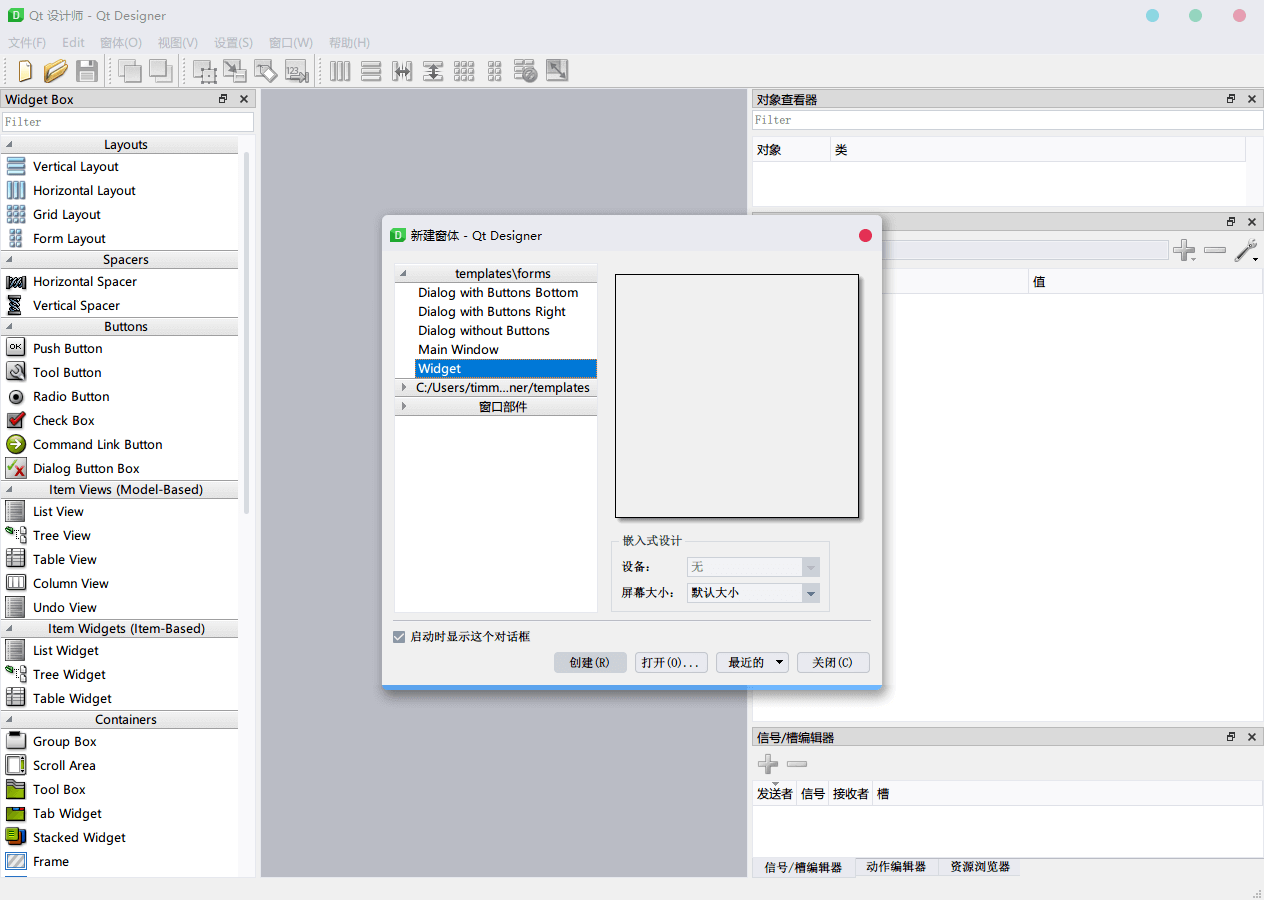 Qt 设计师 - Qt Designer
文件(F) Edit 窗体(O) 视图(V) 设置(S) 窗口(W) 帮助(H)
Widget Box
Filter
Layouts
Vertical Layout
Horizontal Layout
Grid Layout
Form Layout
Spacers
Horizontal Spacer
Vertical Spacer
Buttons
OK
Push Button
Tool Button
Radio Button
Check Box
Command Link Button
Dialog Button Box
Item Views (Model-Based)
List View
Tree View
Table View
Column View
Undo View
Item Widgets (Item-Based)
List Widget
Tree Widget
Table Widget
Containers
Group Box
Scroll Area
Tool Box
Tab Widget
Stacked Widget
Frame
新建窗体 - Qt Designer
templates\forms
Dialog with Buttons Bottom
Dialog with Buttons Right
Dialog without Buttons
Main Window
Widget
C:/Users/timm...ner/templates
窗口部件
嵌入式设计
设备： 无
屏幕大小： 默认大小
启动时显示这个对话框
创建(R) 打开(O)... 最近的 关闭(C)
对象查看器
Filter
对象 类
值
信号/槽编辑器
发送者 信号 接收者 槽
信号/槽编辑器 动作编辑器 资源浏览器